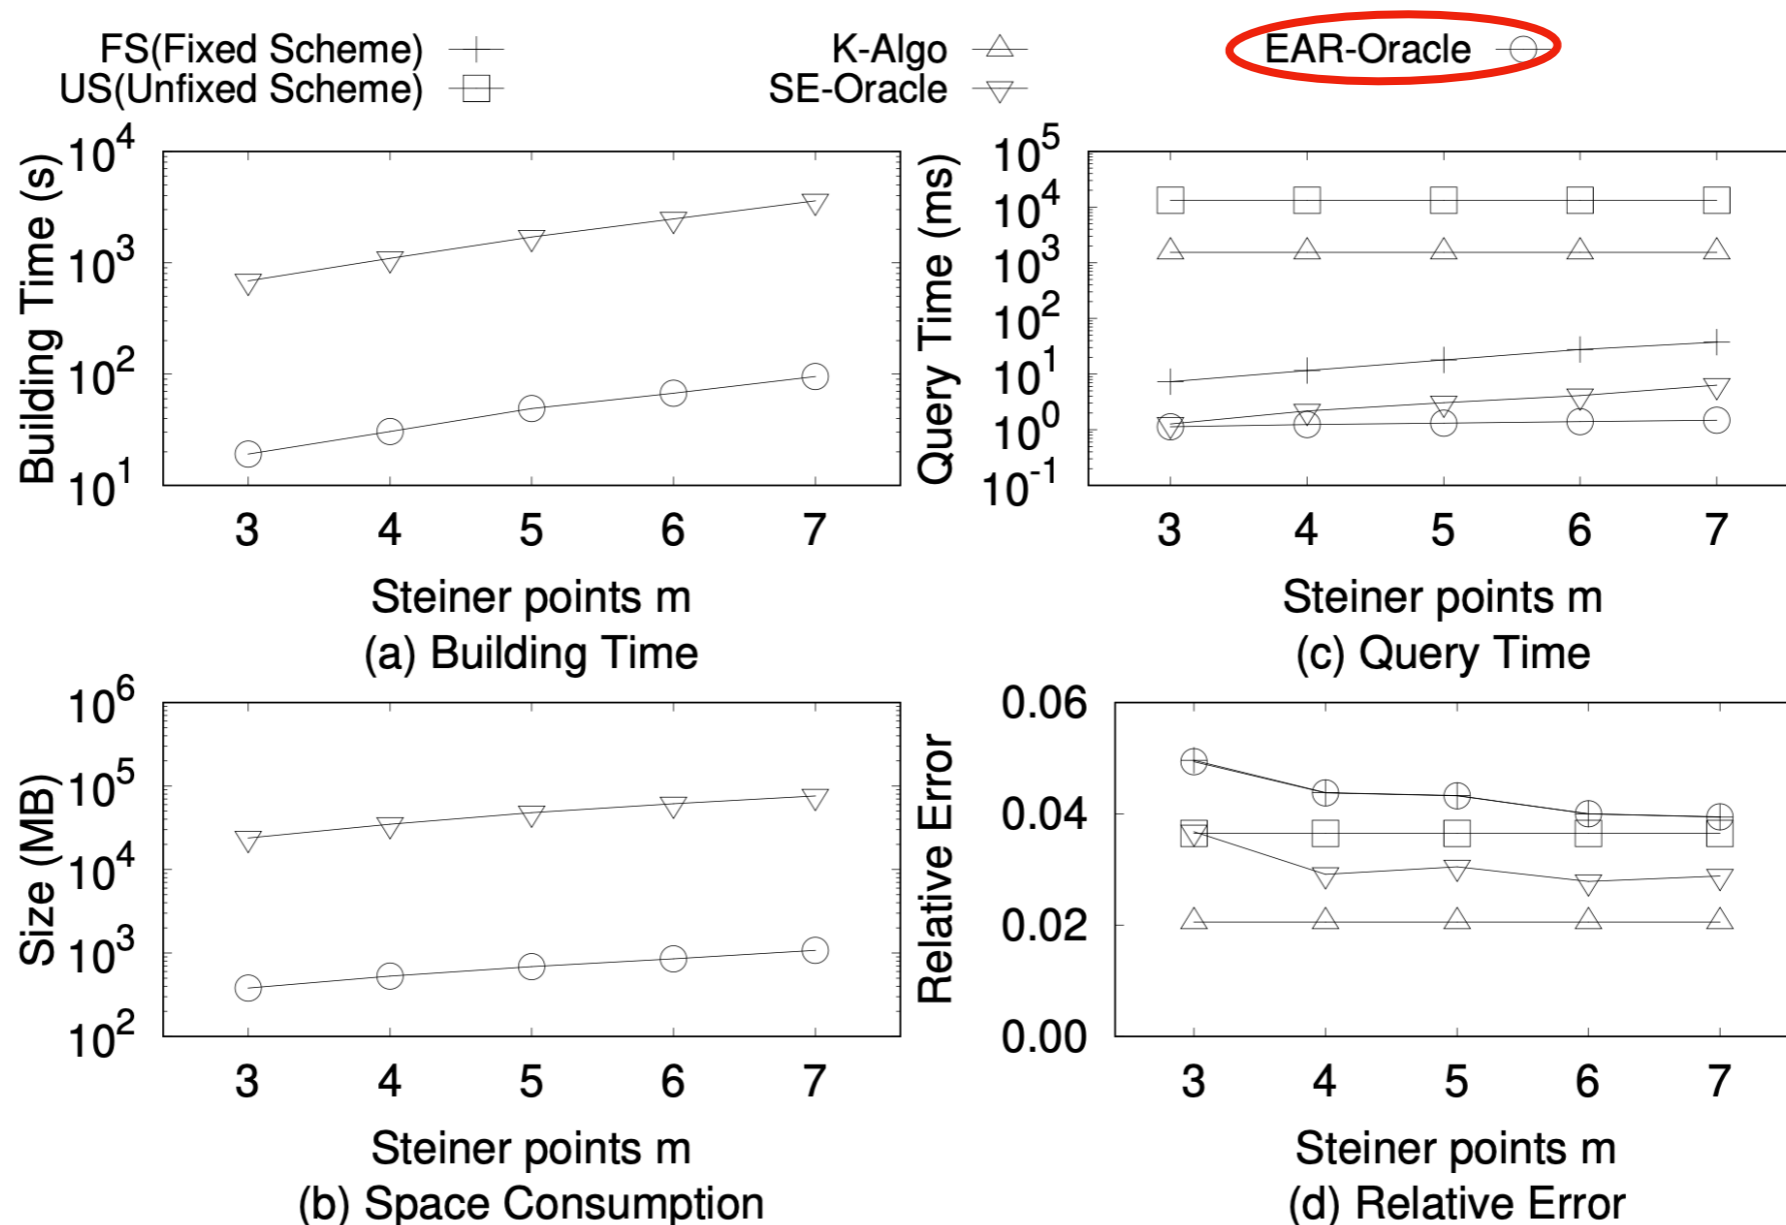 FS(Fixed Scheme)
US(Unfixed Scheme)
K-Algo
SE-Oracle
EAR-Oracle
Building Time (s)
10^4
10^3
10^2
10^1
3 4 5 6 7
Steiner points m
(a) Building Time
Query Time (ms)
10^5
10^4
10^3
10^2
10^1
10^0
10^-1
3 4 5 6 7
Steiner points m
(c) Query Time
Size (MB)
10^6
10^5
10^4
10^3
10^2
3 4 5 6 7
Steiner points m
(b) Space Consumption
Relative Error
0.06
0.04
0.02
0.00
3 4 5 6 7
Steiner points m
(d) Relative Error